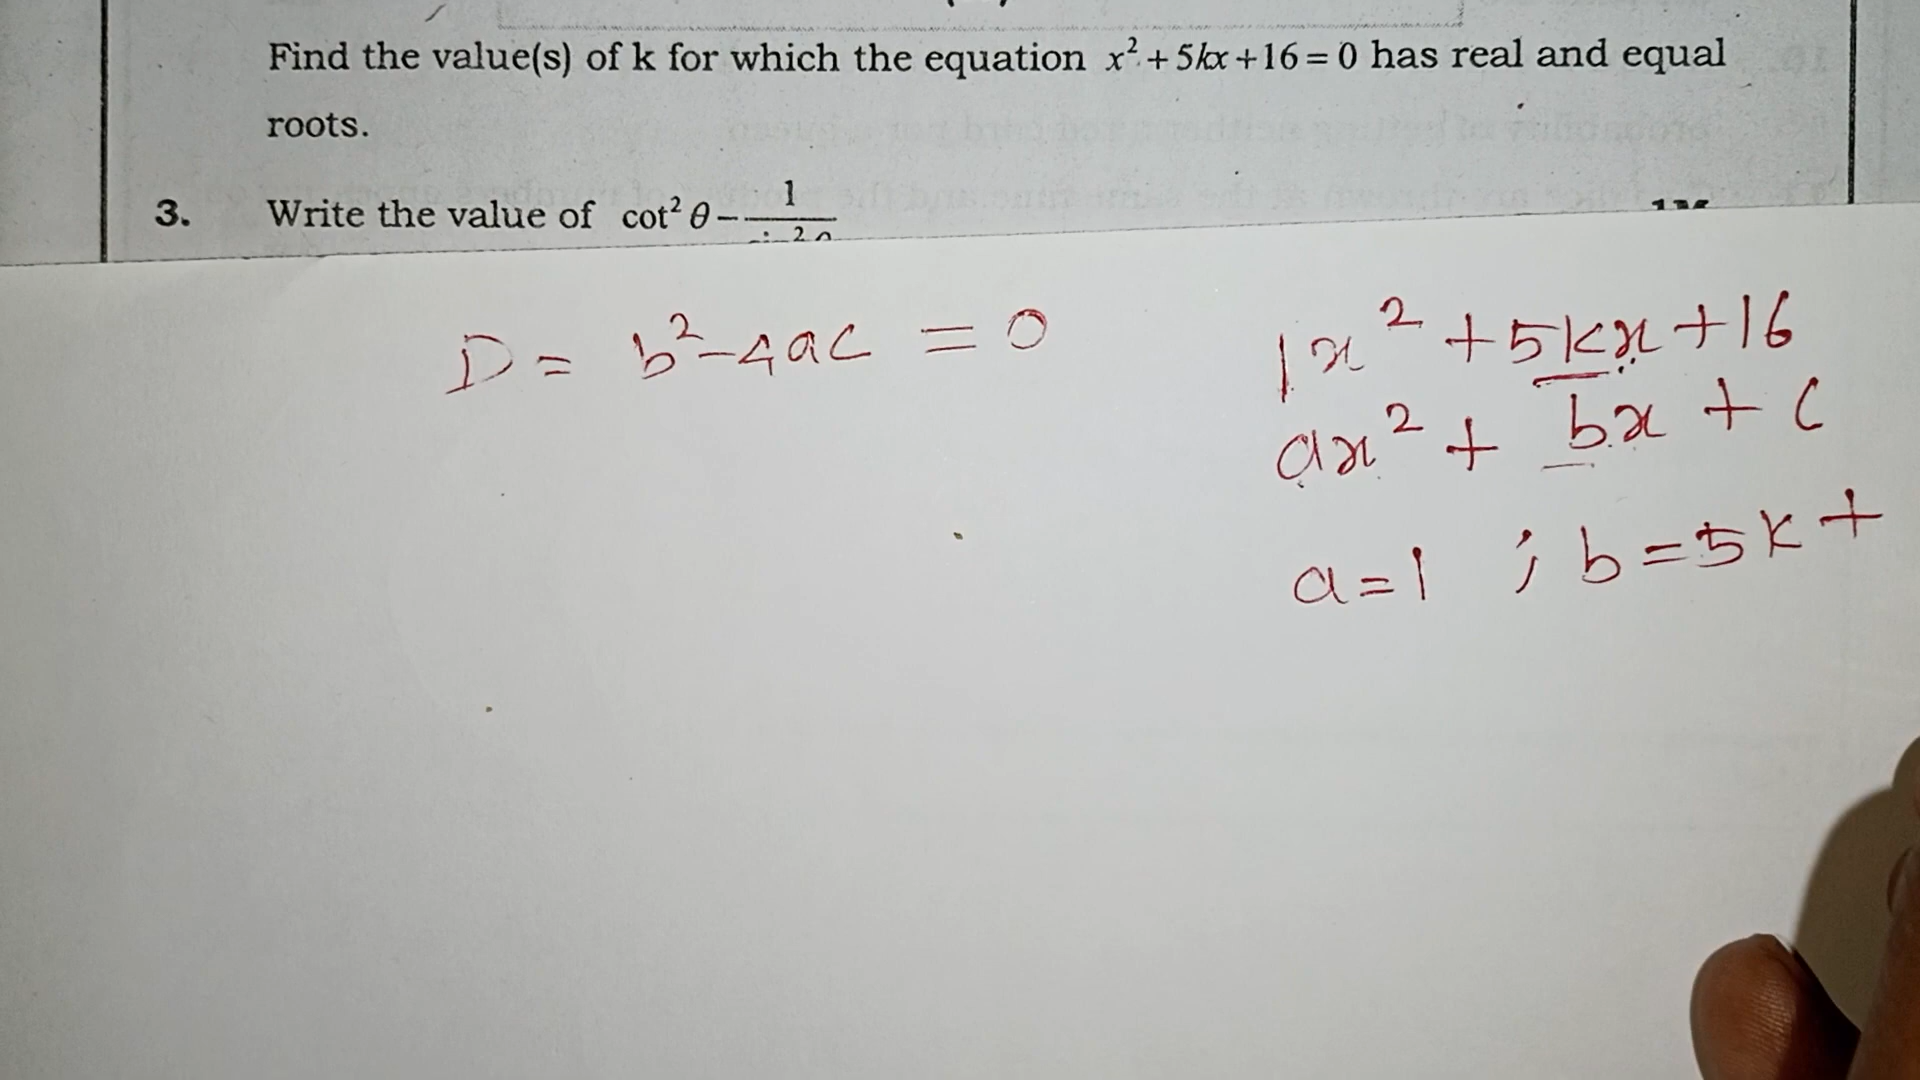 Find the value(s) of k for which the equation x² + 5kx + 16 = 0 has real and equal
roots.
3. Write the value of cot² θ − 1
D = b² − 4ac = 0
1x² + 5kx + 16
ax² + bx + c
a = 1 ; b = 5k +